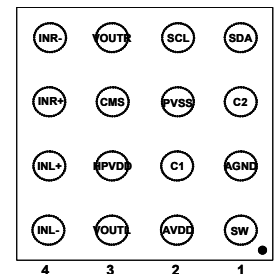 INR- VOUTR SCL SDA
INR+ CMS PVSS C2
INL+ HPVDD C1 AGND
INL- VOUTL AVDD SW
4 3 2 1